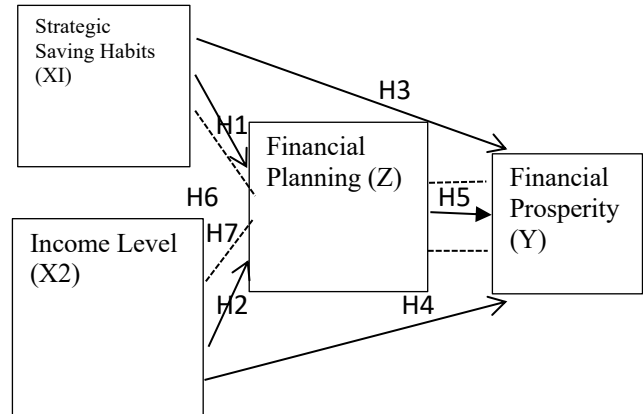 Strategic
Saving Habits
(XI)
H3
H1
Financial
Planning (Z)
Financial
Prosperity
(Y)
H5
H6
H7
Income Level
(X2)
H2
H4